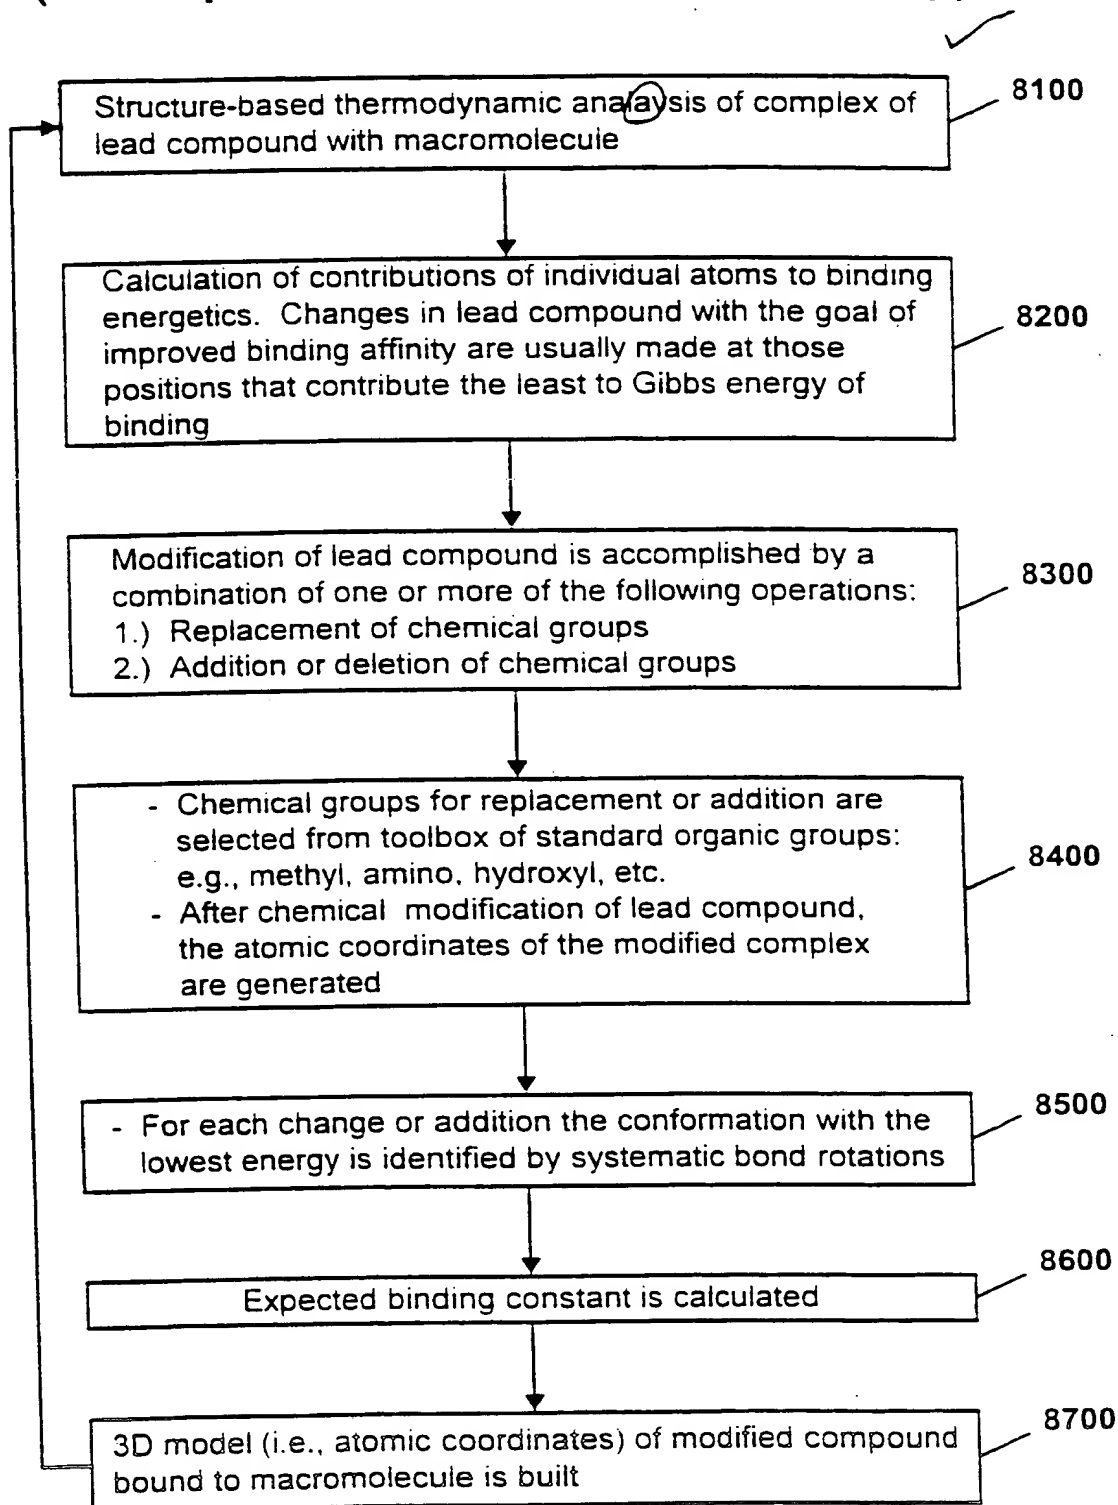 Structure-based thermodynamic analaysis of complex of
lead compound with macromolecule
8100
Calculation of contributions of individual atoms to binding
energetics. Changes in lead compound with the goal of
improved binding affinity are usually made at those
positions that contribute the least to Gibbs energy of
binding
8200
Modification of lead compound is accomplished by a
combination of one or more of the following operations:
1.) Replacement of chemical groups
2.) Addition or deletion of chemical groups
8300
- Chemical groups for replacement or addition are
selected from toolbox of standard organic groups:
e.g., methyl, amino, hydroxyl, etc.
- After chemical modification of lead compound,
the atomic coordinates of the modified complex
are generated
8400
- For each change or addition the conformation with the
lowest energy is identified by systematic bond rotations
8500
Expected binding constant is calculated
8600
3D model (i.e., atomic coordinates) of modified compound
bound to macromolecule is built
8700